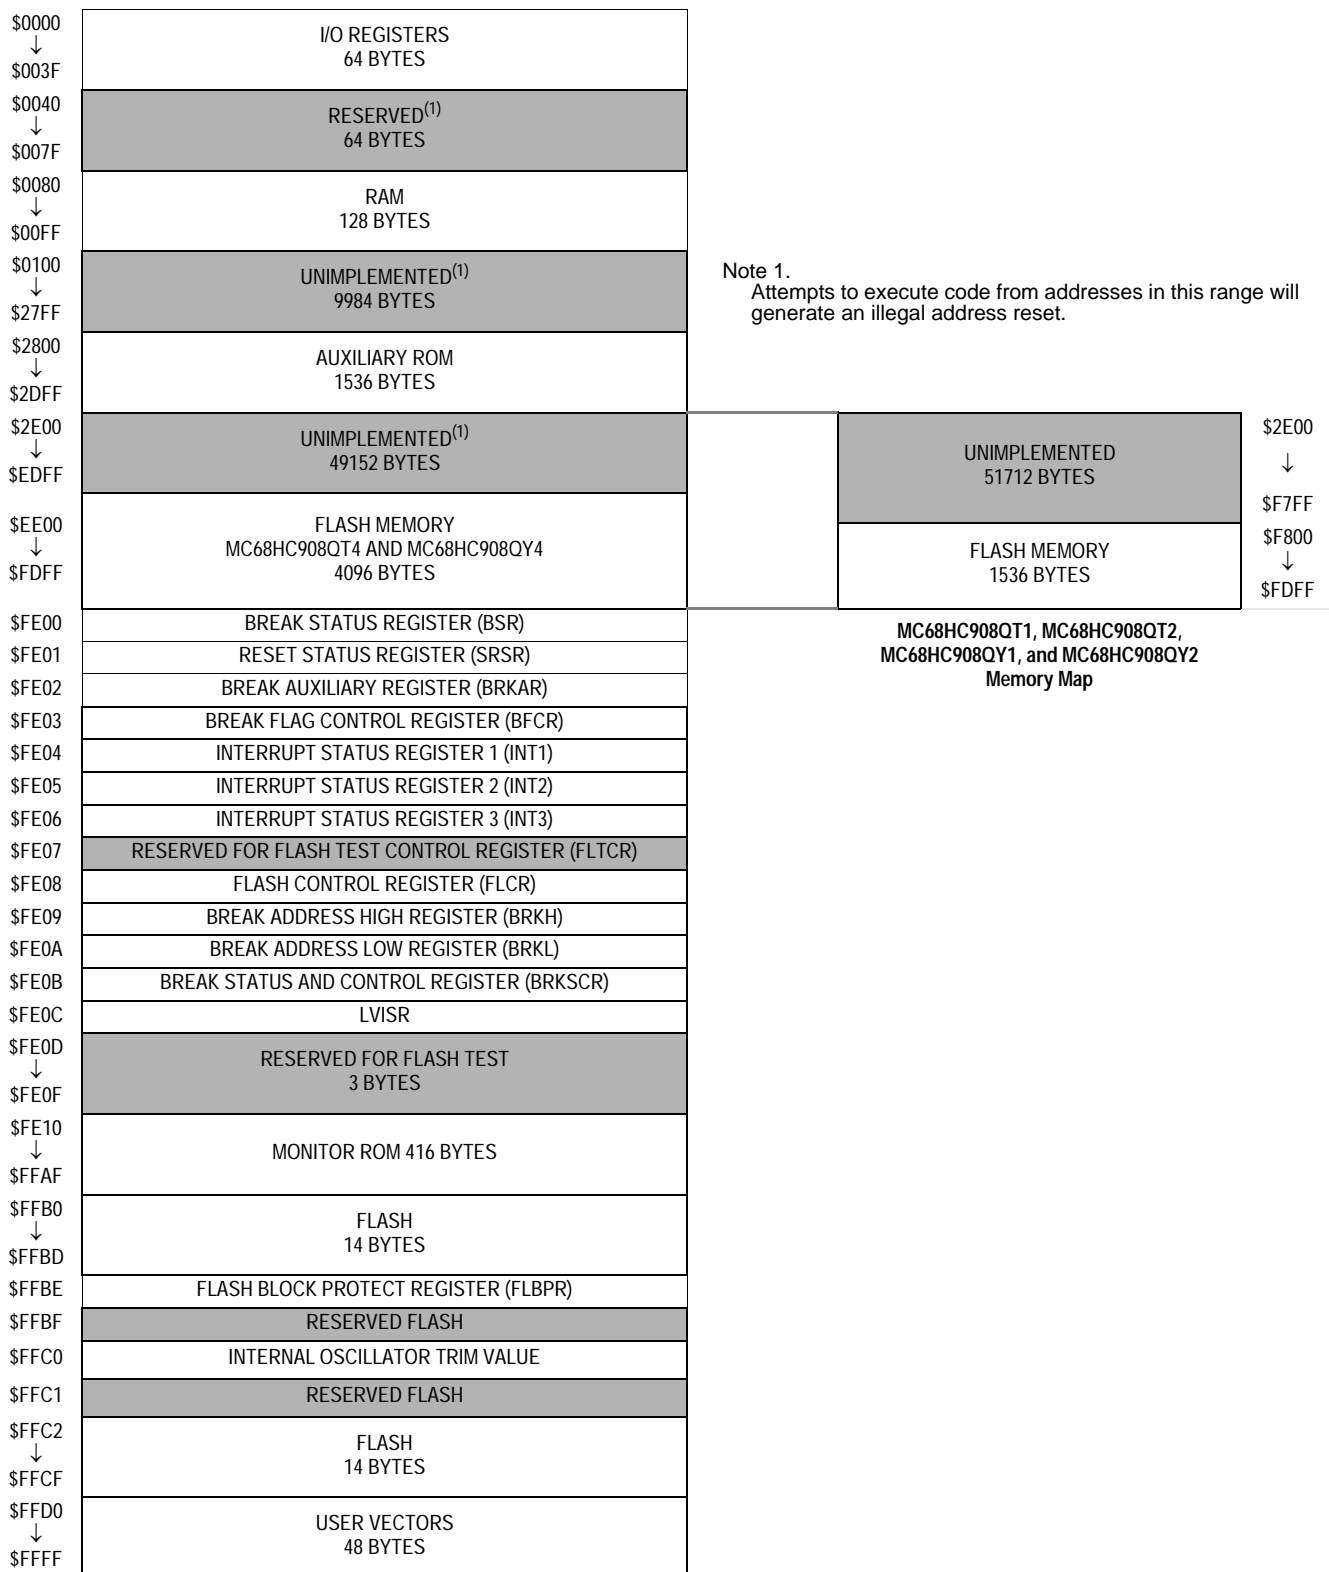 $0000
↓
$003F
I/O REGISTERS
64 BYTES
$0040
↓
$007F
RESERVED(1)
64 BYTES
$0080
↓
$00FF
RAM
128 BYTES
$0100
↓
$27FF
UNIMPLEMENTED(1)
9984 BYTES
Note 1.
Attempts to execute code from addresses in this range will
generate an illegal address reset.
$2800
↓
$2DFF
AUXILIARY ROM
1536 BYTES
$2E00
↓
$EDFF
UNIMPLEMENTED(1)
49152 BYTES
UNIMPLEMENTED
51712 BYTES
$2E00
↓
$F7FF
$EE00
↓
$FDFF
FLASH MEMORY
MC68HC908QT4 AND MC68HC908QY4
4096 BYTES
FLASH MEMORY
1536 BYTES
$F800
↓
$FDFF
MC68HC908QT1, MC68HC908QT2,
MC68HC908QY1, and MC68HC908QY2
Memory Map
$FE00 BREAK STATUS REGISTER (BSR)
$FE01 RESET STATUS REGISTER (SRSR)
$FE02 BREAK AUXILIARY REGISTER (BRKAR)
$FE03 BREAK FLAG CONTROL REGISTER (BFCR)
$FE04 INTERRUPT STATUS REGISTER 1 (INT1)
$FE05 INTERRUPT STATUS REGISTER 2 (INT2)
$FE06 INTERRUPT STATUS REGISTER 3 (INT3)
$FE07 RESERVED FOR FLASH TEST CONTROL REGISTER (FLTCR)
$FE08 FLASH CONTROL REGISTER (FLCR)
$FE09 BREAK ADDRESS HIGH REGISTER (BRKH)
$FE0A BREAK ADDRESS LOW REGISTER (BRKL)
$FE0B BREAK STATUS AND CONTROL REGISTER (BRKSCR)
$FE0C LVISR
$FE0D
↓
$FE0F
RESERVED FOR FLASH TEST
3 BYTES
$FE10
↓
$FFAF
MONITOR ROM 416 BYTES
$FFB0
↓
$FFBD
FLASH
14 BYTES
$FFBE FLASH BLOCK PROTECT REGISTER (FLBPR)
$FFBF RESERVED FLASH
$FFC0 INTERNAL OSCILLATOR TRIM VALUE
$FFC1 RESERVED FLASH
$FFC2
↓
$FFCF
FLASH
14 BYTES
$FFD0
↓
$FFFF
USER VECTORS
48 BYTES